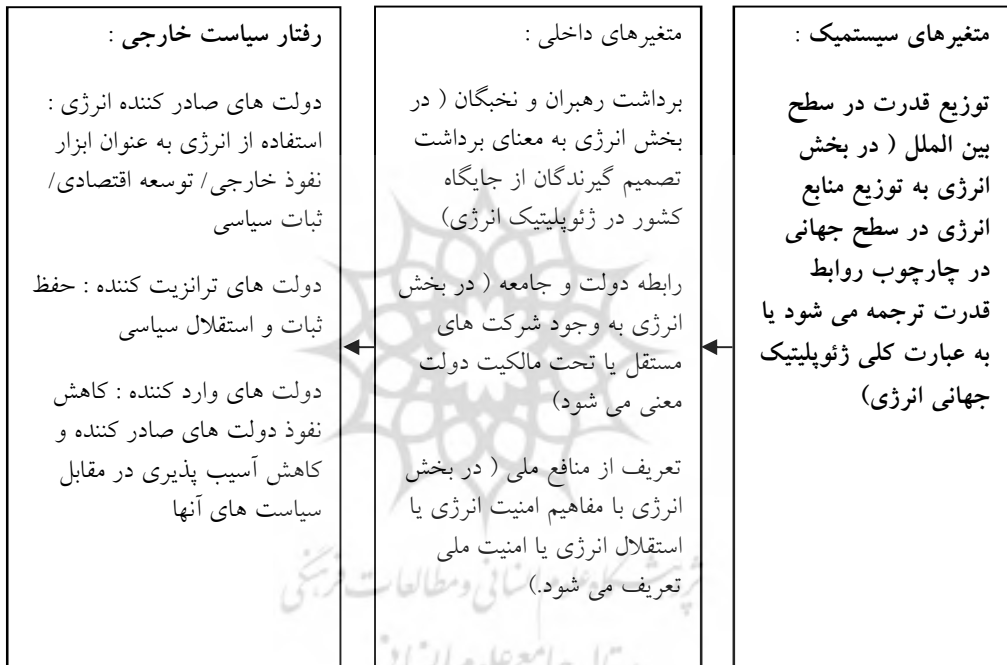 متغیرهای سیستمیک :
توزیع قدرت در سطح
بین الملل ( در بخش
انرژی به توزیع منابع
انرژی در سطح جهانی
در چارچوب روابط
قدرت ترجمه می شود یا
به عبارت کلی ژئوپلیتیک
جهانی انرژی)
متغیرهای داخلی :
برداشت رهبران و نخبگان ( در
بخش انرژی به معنای برداشت
تصمیم گیرندگان از جایگاه
کشور در ژئوپلیتیک انرژی)
رابطه دولت و جامعه ( در بخش
انرژی به وجود شرکت های
مستقل یا تحت مالکیت دولت
معنی می شود)
تعریف از منافع ملی ( در بخش
انرژی با مفاهیم امنیت انرژی یا
استقلال انرژی یا امنیت ملی
تعریف می شود.)
رفتار سیاست خارجی :
دولت های صادر کننده انرژی :
استفاده از انرژی به عنوان ابزار
نفوذ خارجی/ توسعه اقتصادی/
ثبات سیاسی
دولت های ترانزیت کننده : حفظ
ثبات و استقلال سیاسی
دولت های وارد کننده : کاهش
نفوذ دولت های صادر کننده و
کاهش آسیب پذیری در مقابل
سیاست های آنها
پژوهشگاه علوم انسانی و مطالعات فرهنگی